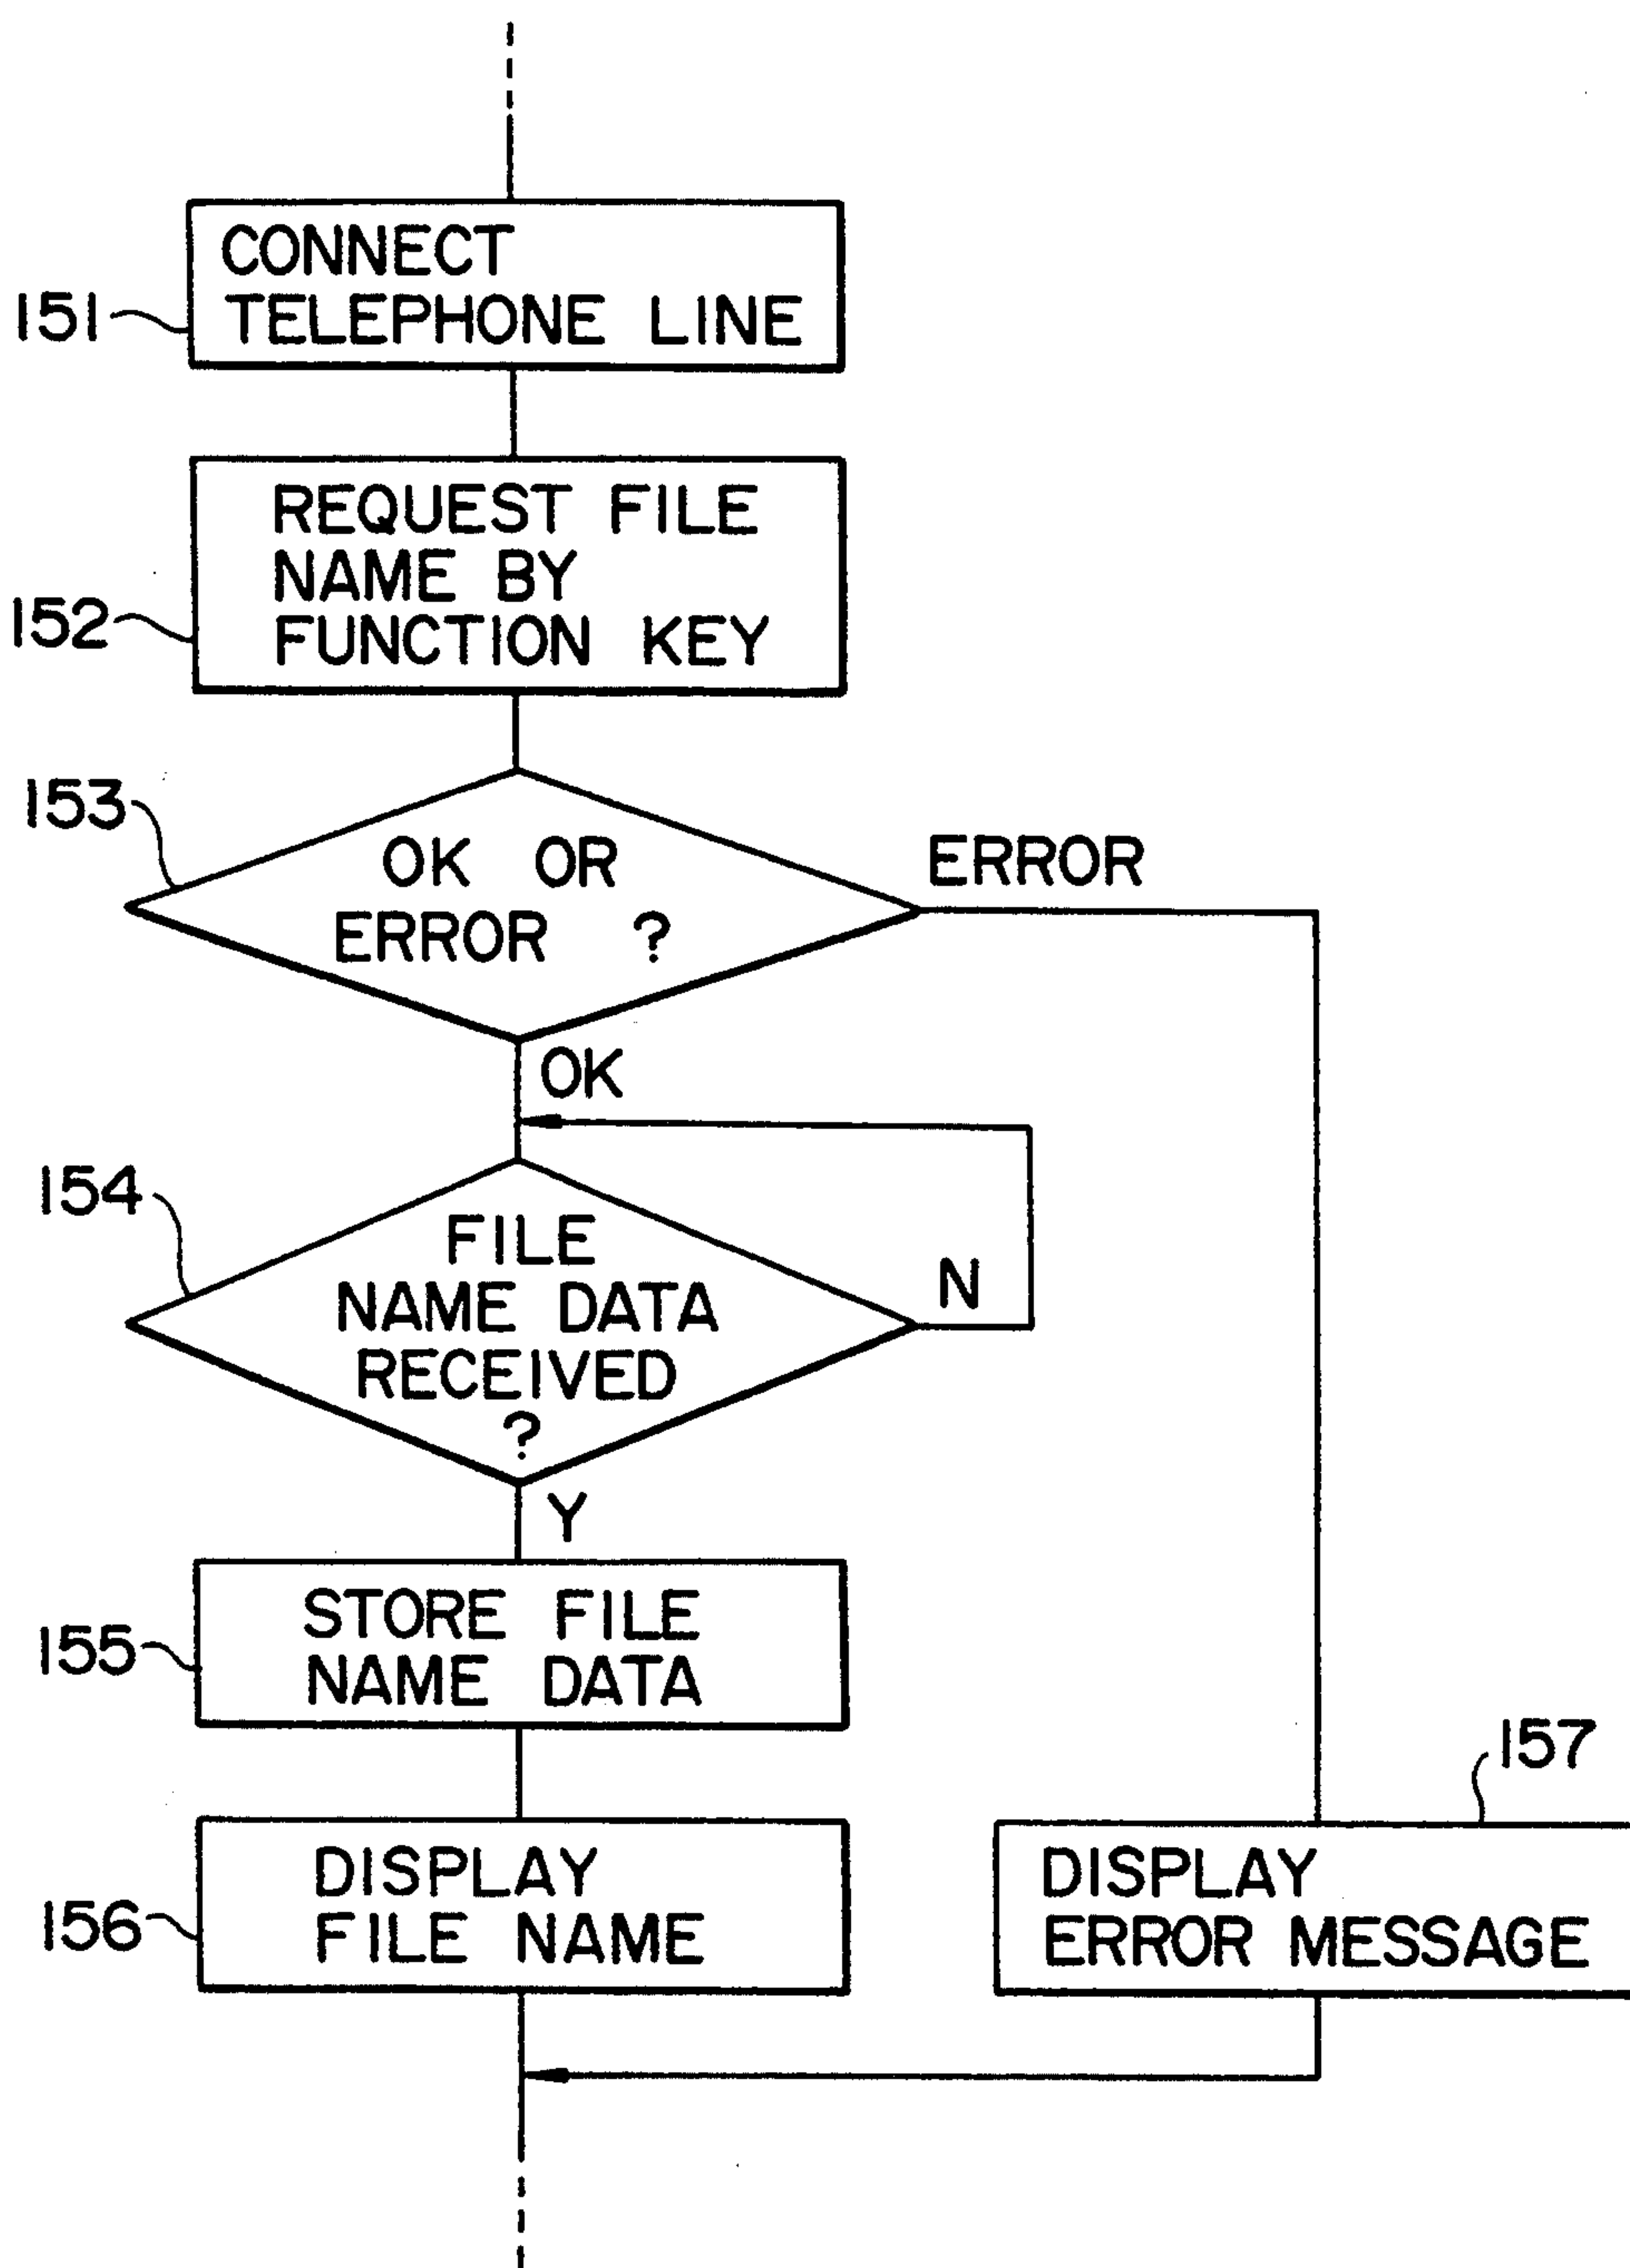 151
CONNECT
TELEPHONE LINE
152
REQUEST FILE
NAME BY
FUNCTION KEY
153
OK OR
ERROR ?
ERROR
OK
154
FILE
NAME DATA
RECEIVED
?
N
Y
155
STORE FILE
NAME DATA
156
DISPLAY
FILE NAME
157
DISPLAY
ERROR MESSAGE